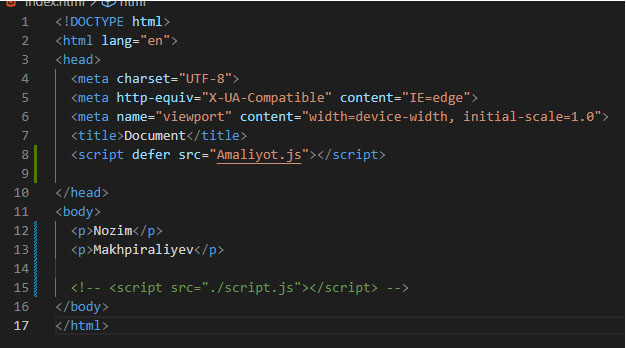 index.html / html
1 <!DOCTYPE html>
2 <html lang="en">
3 <head>
4 <meta charset="UTF-8">
5 <meta http-equiv="X-UA-Compatible" content="IE=edge">
6 <meta name="viewport" content="width=device-width, initial-scale=1.0">
7 <title>Document</title>
8 <script defer src="Amaliyot.js"></script>
9
10 </head>
11 <body>
12 <p>Nozim</p>
13 <p>Makhpiraliyev</p>
14
15 <!-- <script src="./script.js"></script> -->
16 </body>
17 </html>